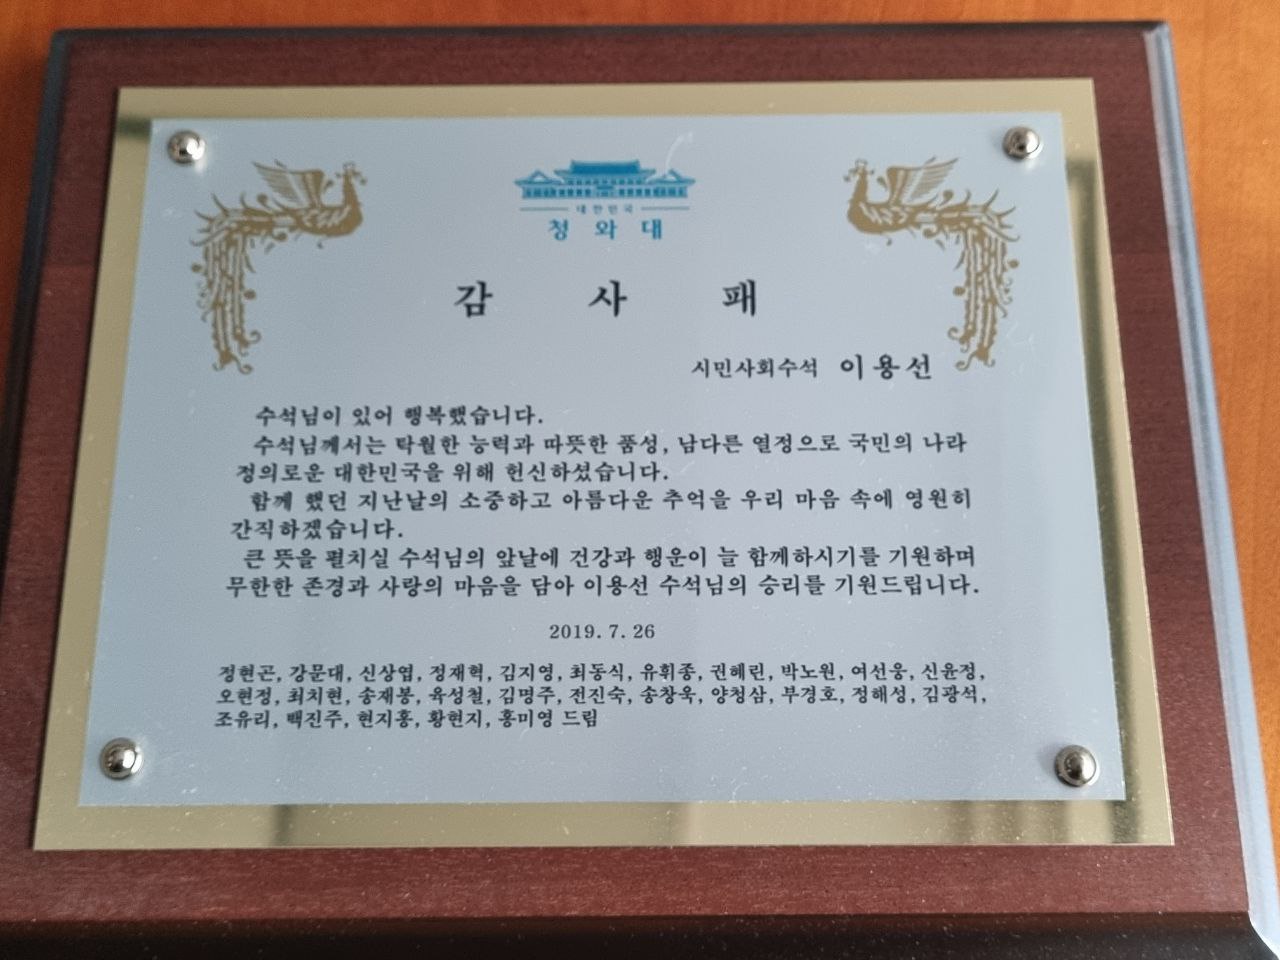 대한민국
청와대
감 사 패
시민사회수석 이용선
수석님이 있어 행복했습니다.
수석님께서는 탁월한 능력과 따뜻한 품성, 남다른 열정으로 국민의 나라
정의로운 대한민국을 위해 헌신하셨습니다.
함께 했던 지난날의 소중하고 아름다운 추억을 우리 마음 속에 영원히
간직하겠습니다.
큰 뜻을 펼치실 수석님의 앞날에 건강과 행운이 늘 함께하시기를 기원하며
무한한 존경과 사랑의 마음을 담아 이용선 수석님의 승리를 기원드립니다.
2019. 7. 26
정현곤, 강문대, 신상엽, 정재혁, 김지영, 최동식, 유휘종, 권혜린, 박노원, 여선웅, 신윤정,
오현정, 최치현, 송재봉, 육성철, 김명주, 전진숙, 송창욱, 양청삼, 부경호, 정해성, 김광석,
조유리, 백진주, 현지홍, 황현지, 홍미영 드림